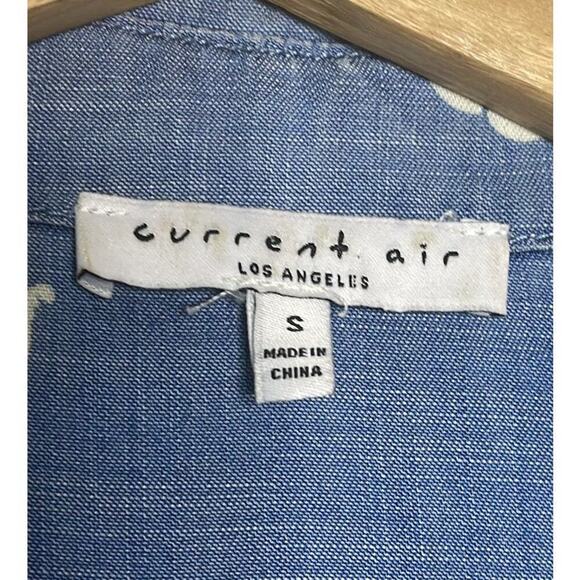 current air
LOS ANGELES
S
MADE IN
CHINA